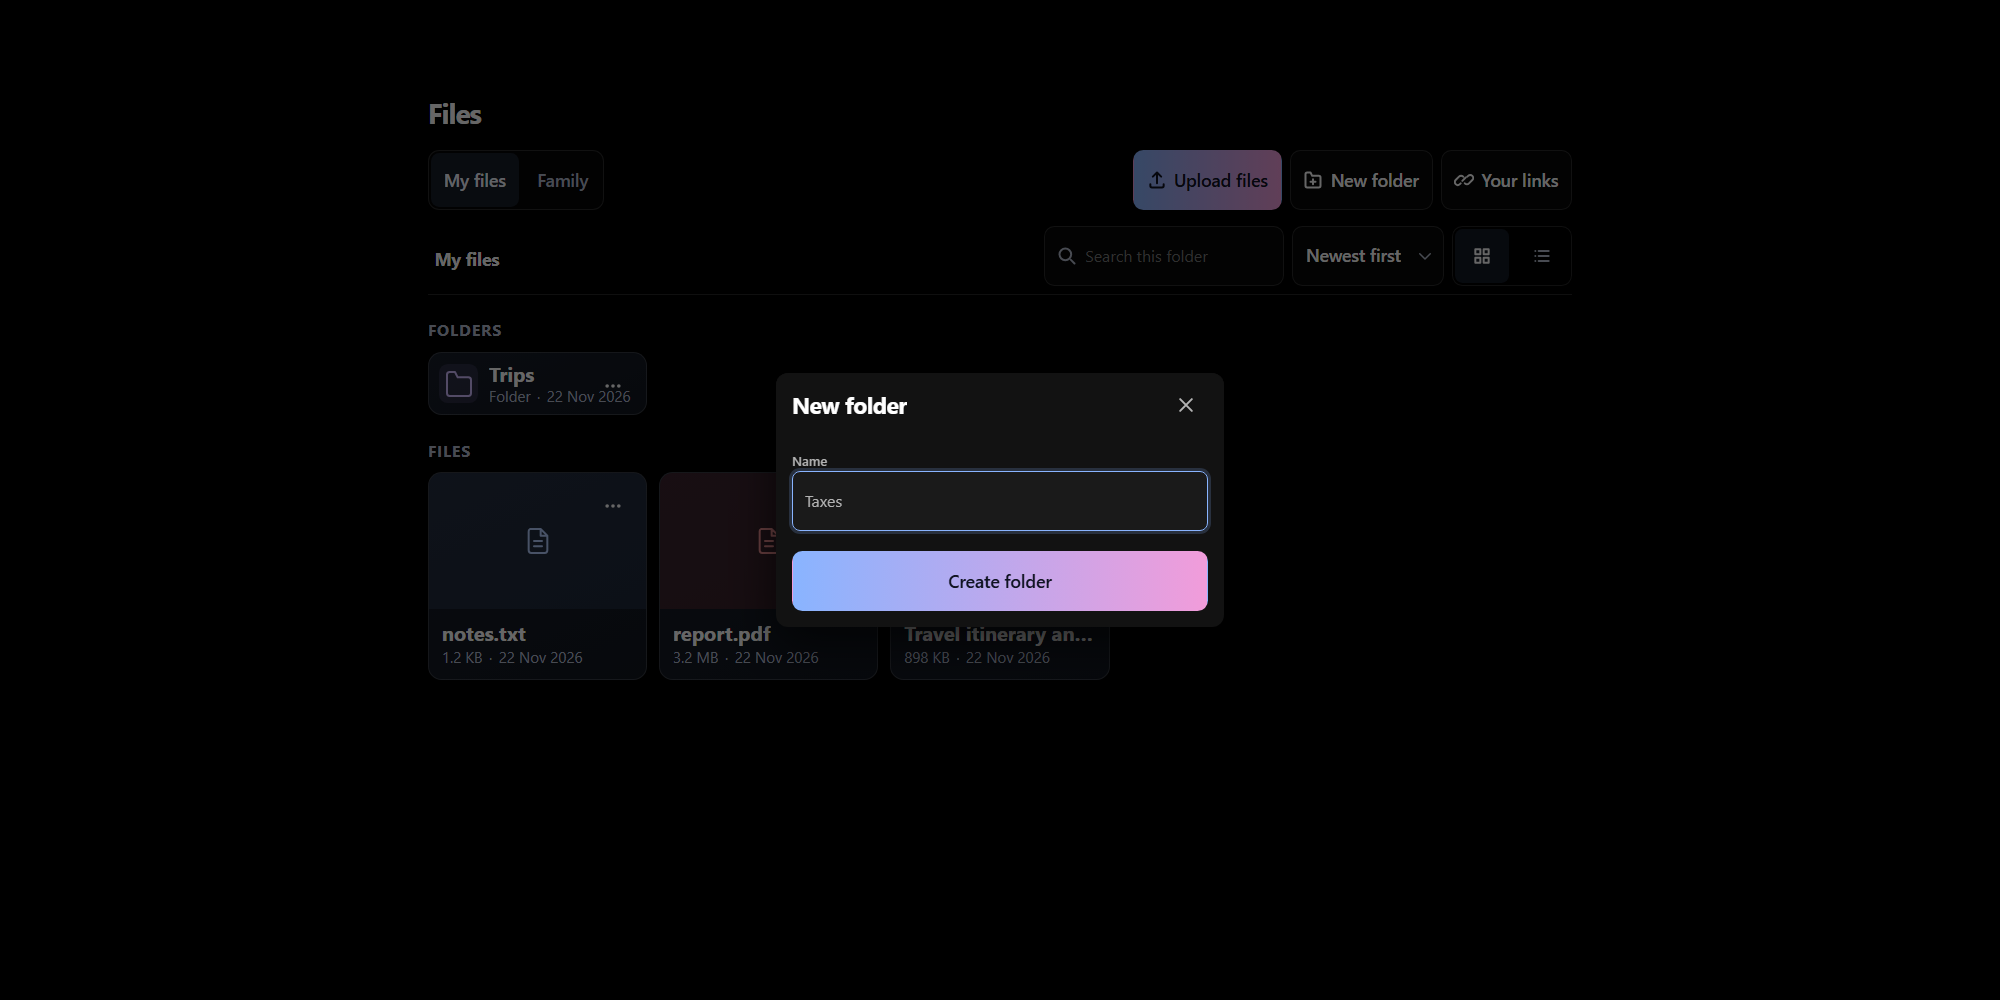 Files
My files
Family
Upload files
New folder
Your links
My files
Search this folder
Newest first
FOLDERS
Trips
Folder · 22 Nov 2026
FILES
New folder
Name
Taxes
Create folder
notes.txt
1.2 KB · 22 Nov 2026
report.pdf
3.2 MB · 22 Nov 2026
Travel itinerary an...
898 KB · 22 Nov 2026